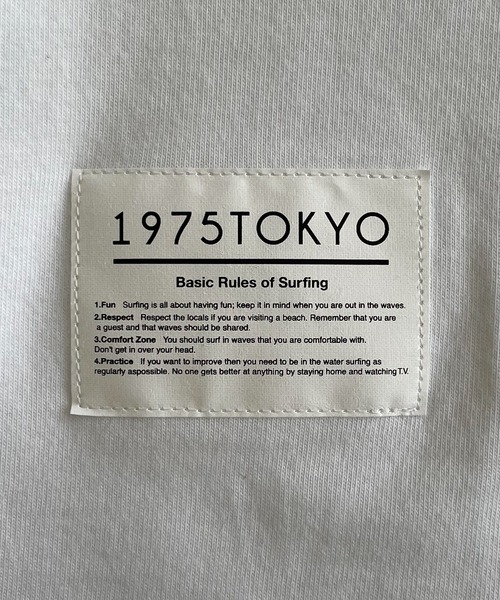 1975TOKYO
Basic Rules of Surfing
1.Fun Surfing is all about having fun; keep it in mind when you are out in the waves.
2.Respect Respect the locals if you are visiting a beach. Remember that you are
a guest and that waves should be shared.
3.Comfort Zone You should surf in waves that you are comfortable with.
Don't get in over your head.
4.Practice If you want to improve then you need to be in the water surfing as
regularly aspossible. No one gets better at anything by staying home and watching T.V.